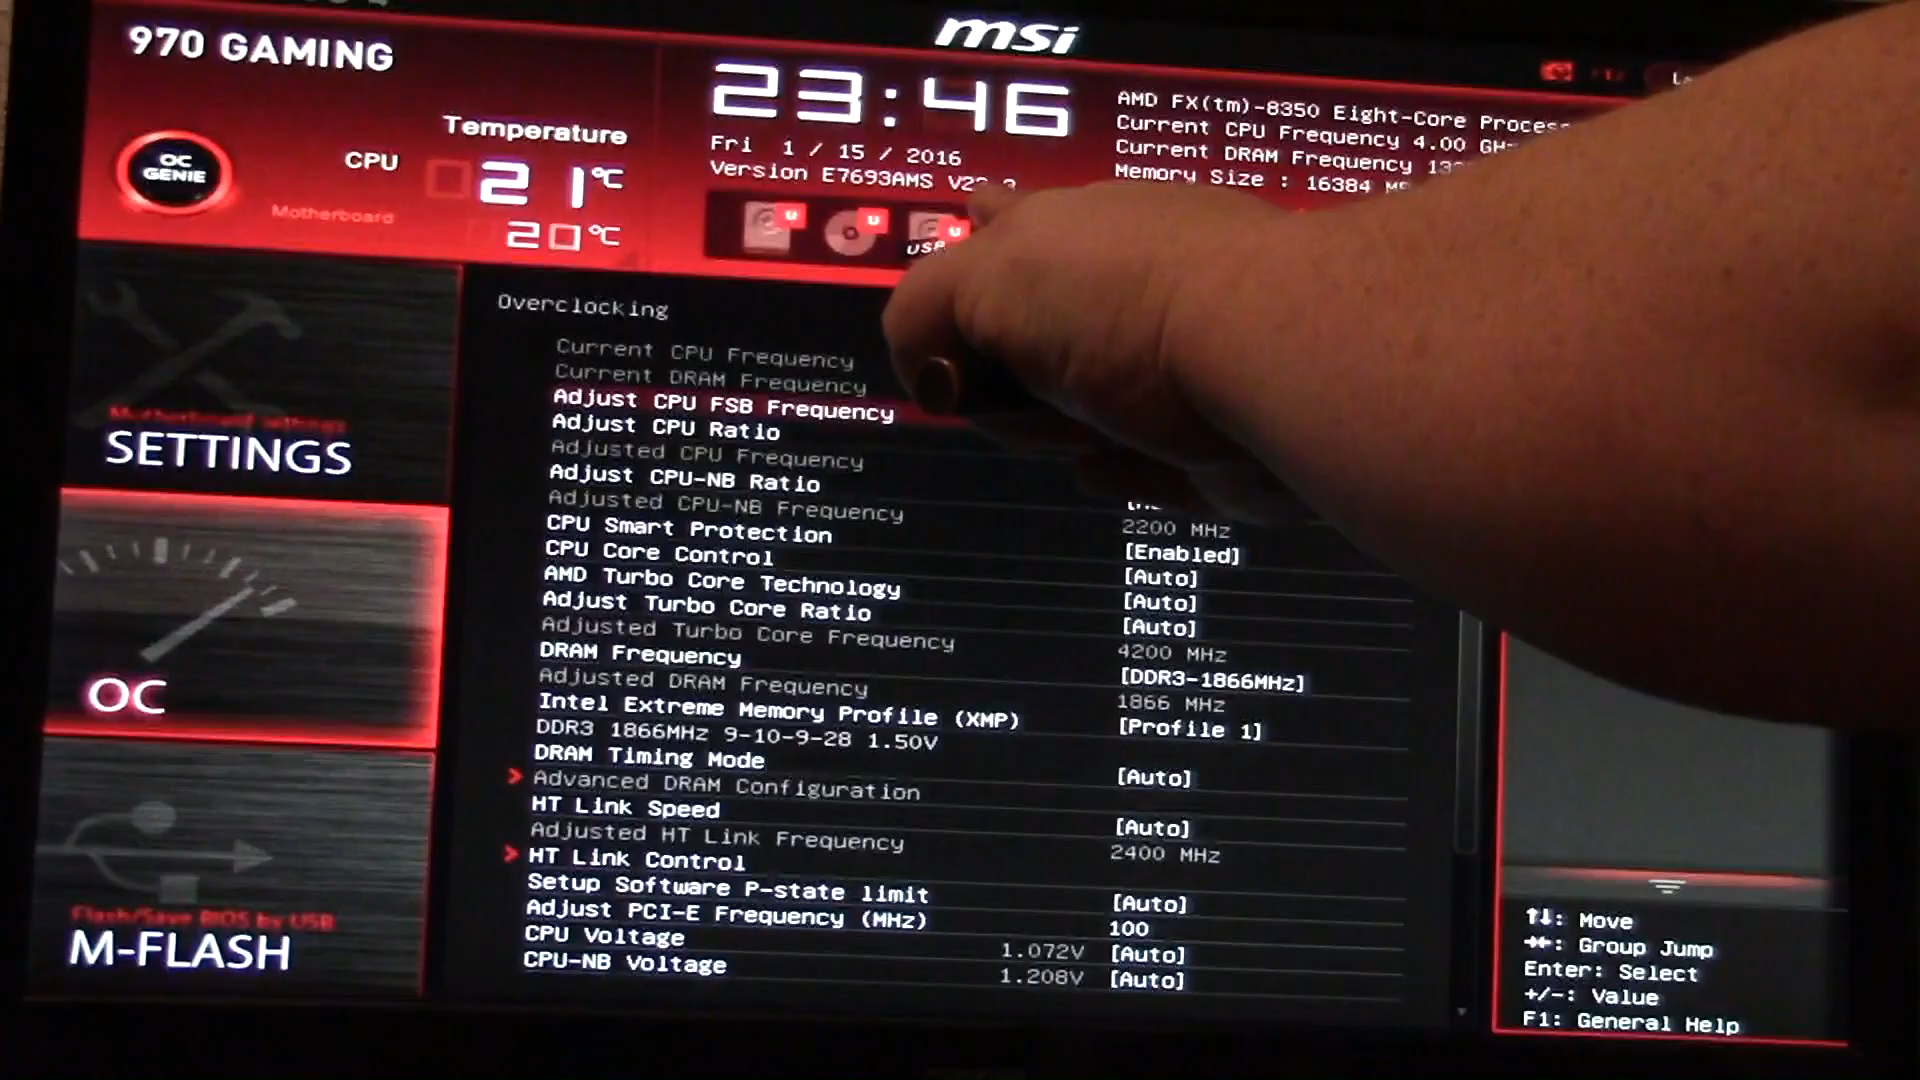 msi
970 GAMING
23:46
Temperature
CPU 21°C
Motherboard 20°C
OC
GENIE
Fri 1 / 15 / 2016
Version E7693AMS
AMD FX(tm)-8350 Eight-Core
Current CPU Frequency 4.00
Current DRAM Frequency
Memory Size : 16384
U
U
U
USB
Overclocking
Current CPU Frequency
Current DRAM Frequency
Adjust CPU FSB Frequency
Adjust CPU Ratio
Adjusted CPU Frequency
Adjust CPU-NB Ratio
Adjusted CPU-NB Frequency 2200 MHz
CPU Smart Protection [Enabled]
CPU Core Control [Auto]
AMD Turbo Core Technology [Auto]
Adjust Turbo Core Ratio [Auto]
Adjusted Turbo Core Frequency 4200 MHz
DRAM Frequency [DDR3-1866MHz]
Adjusted DRAM Frequency 1866 MHz
Intel Extreme Memory Profile (XMP) [Profile 1]
DDR3 1866MHz 9-10-9-28 1.50V
DRAM Timing Mode [Auto]
> Advanced DRAM Configuration
HT Link Speed [Auto]
Adjusted HT Link Frequency 2400 MHz
> HT Link Control
Setup Software P-state limit [Auto]
Adjust PCI-E Frequency (MHz) 100
CPU Voltage 1.072V [Auto]
CPU-NB Voltage 1.208V [Auto]
Motherboard settings
SETTINGS
OC
Flash/Save BIOS by USB
M-FLASH
↑↓: Move
→←: Group Jump
Enter: Select
+/-: Value
F1: General Help